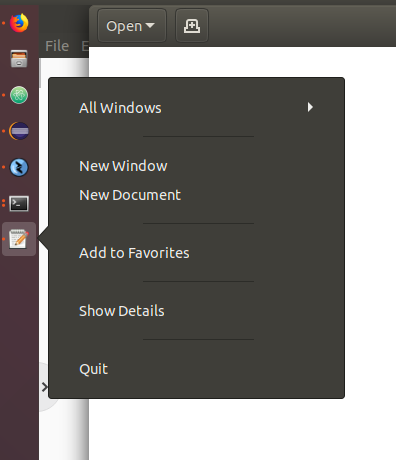 Open
File
All Windows
New Window
New Document
Add to Favorites
Show Details
Quit